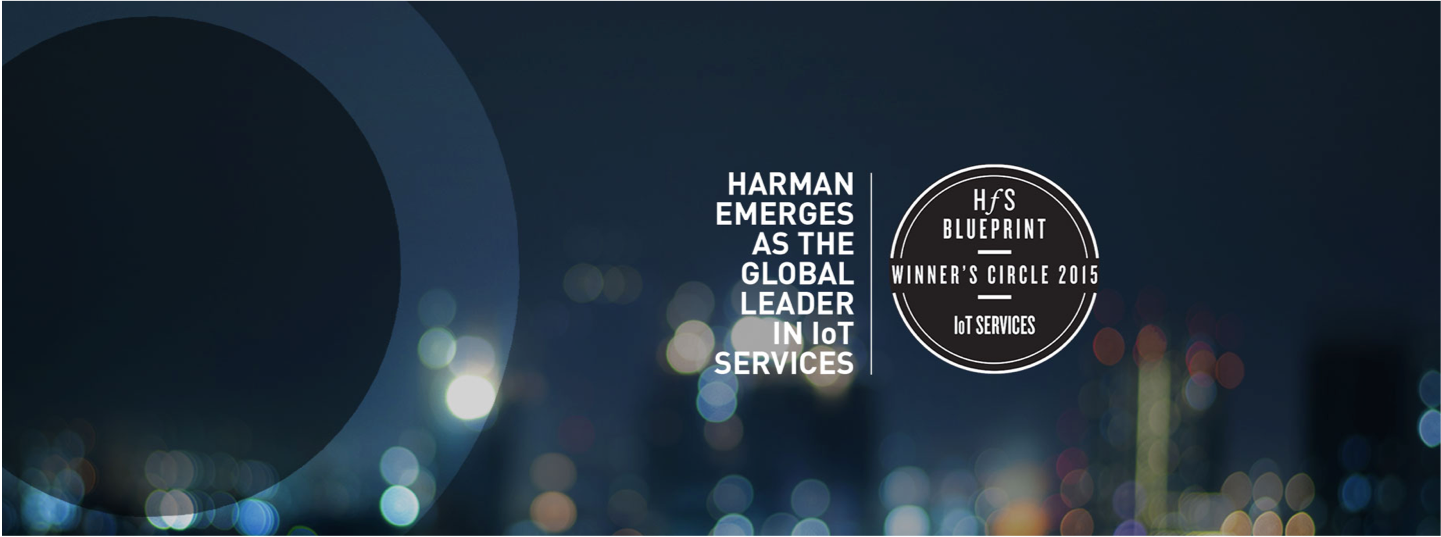 HARMAN
EMERGES
AS THE
GLOBAL
LEADER
IN IoT
SERVICES
HfS
BLUEPRINT
WINNER'S CIRCLE 2015
IoT SERVICES